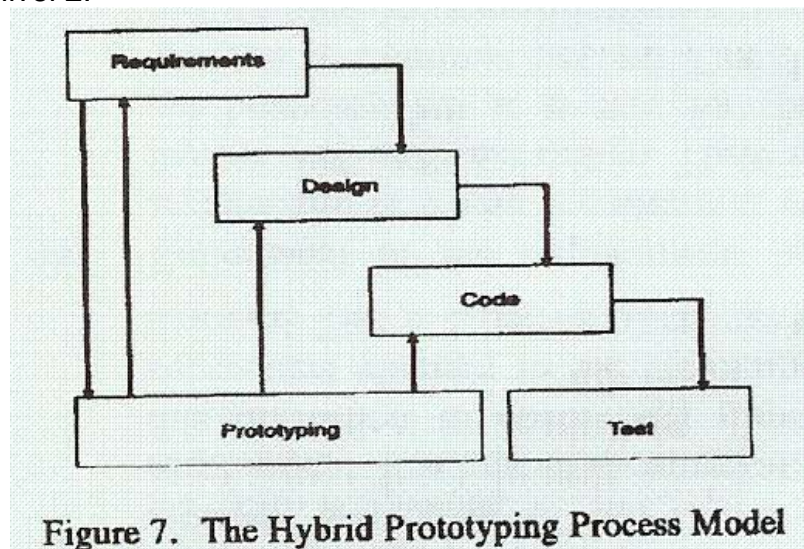 Requirements
Design
Code
Prototyping
Test
Figure 7. The Hybrid Prototyping Process Model